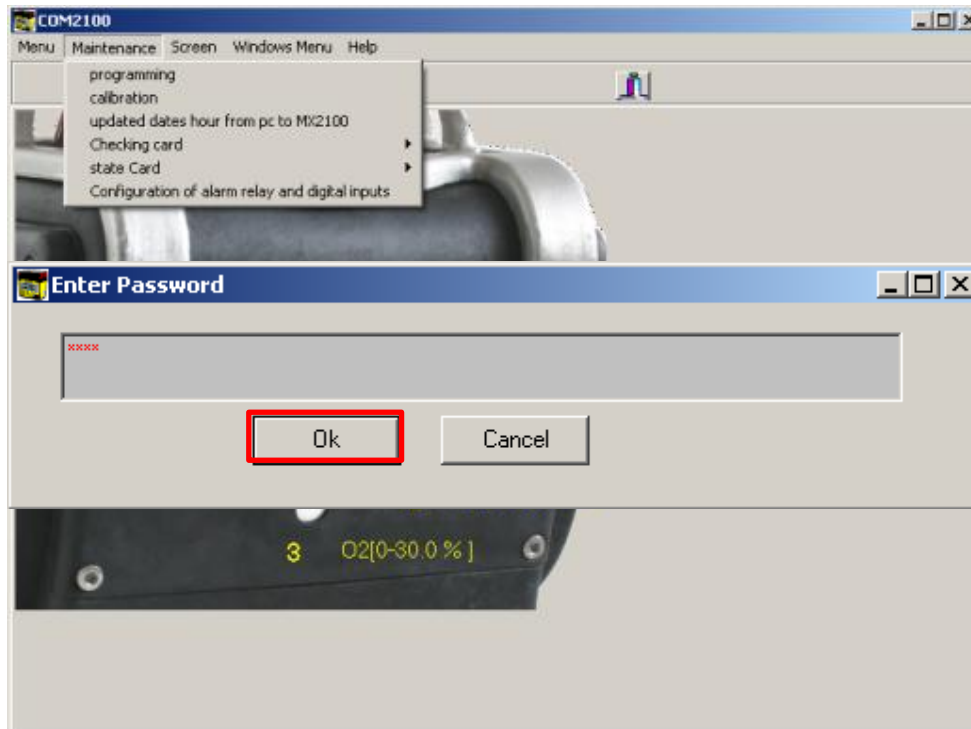 COM2100
Menu Maintenance Screen Windows Menu Help
programming
calibration
updated dates hour from pc to MX2100
Checking card
state Card
Configuration of alarm relay and digital inputs
Enter Password
xxxx
Ok Cancel
3 O2[0-30.0 % ]